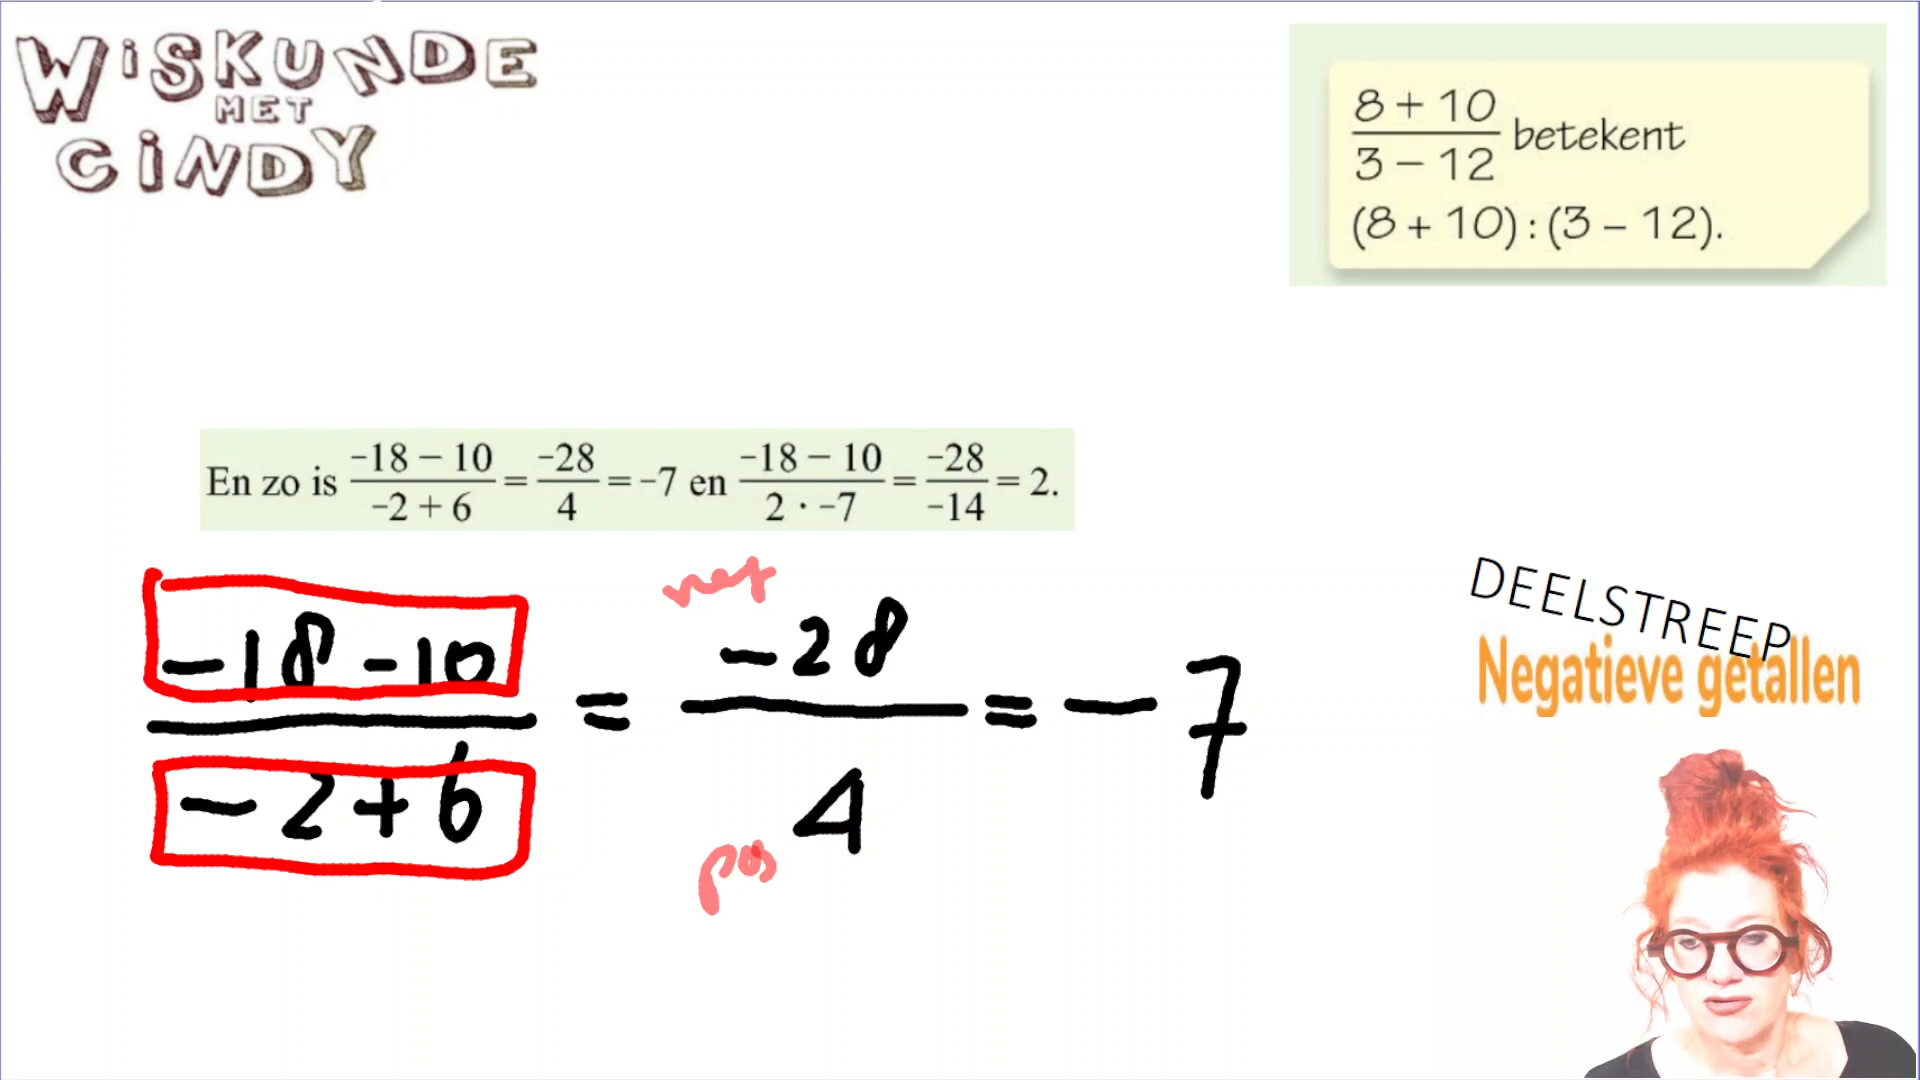 WiSKUNDE
MET
CiNDY
8 + 10
3 – 12
betekent
(8 + 10) : (3 – 12).
En zo is -18 – 10 / -2 + 6 = -28 / 4 = -7 en -18 – 10 / 2 · -7 = -28 / -14 = 2.
neg
-18 -10 / -2+6 = -28 / 4 = -7
pos
DEELSTREEP
Negatieve getallen